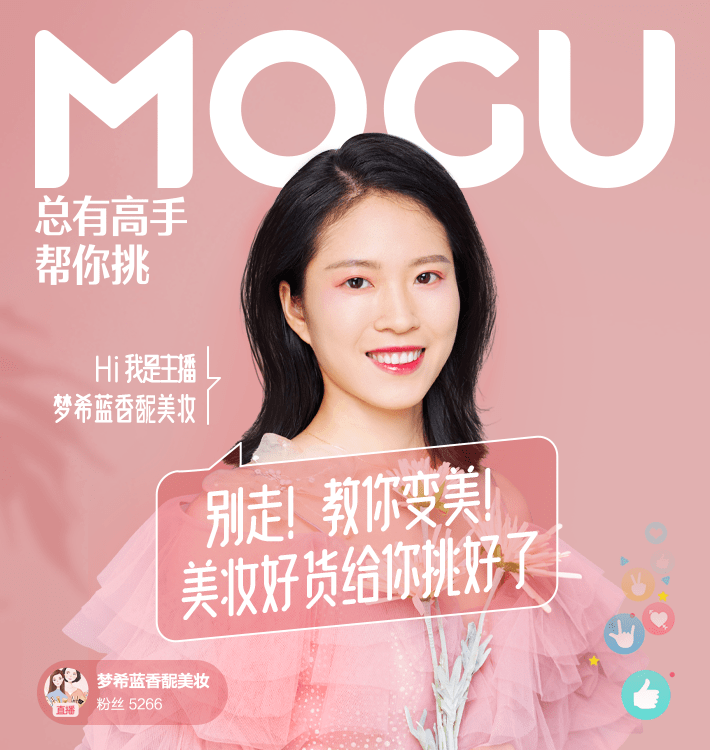 MOGU
总有高手
帮你挑
Hi 我是主播
梦希蓝香馜美妆
别走！教你变美！
美妆好货给你挑好了
梦希蓝香馜美妆
直播
粉丝 5266